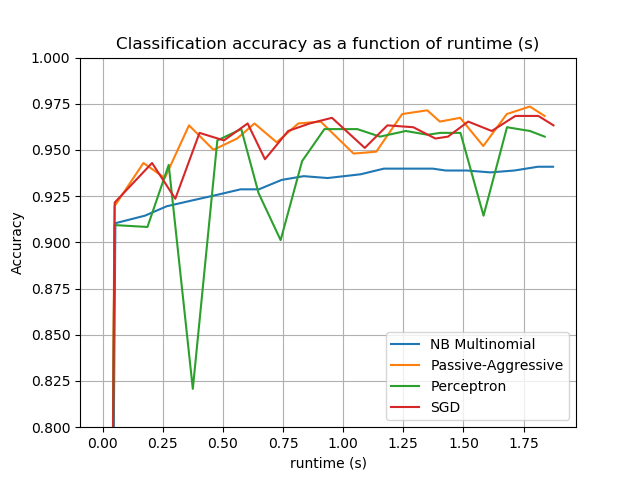 Classification accuracy as a function of runtime (s)
1.000
0.975
0.950
0.925
0.900
0.875
0.850
0.825
0.800
Accuracy
NB Multinomial
Passive-Aggressive
Perceptron
SGD
0.00 0.25 0.50 0.75 1.00 1.25 1.50 1.75
runtime (s)